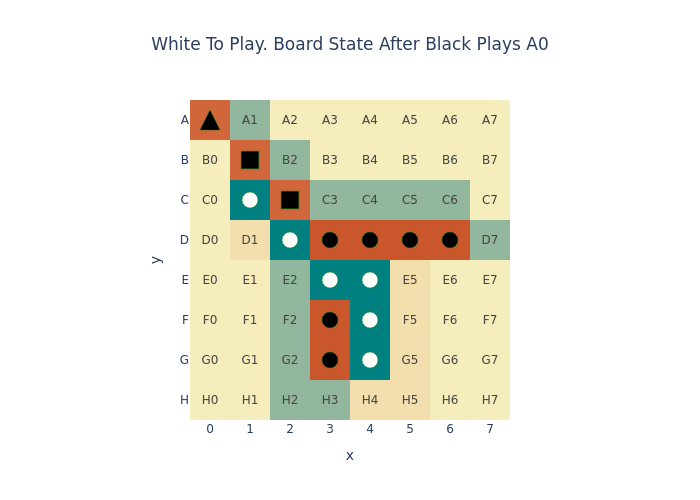 White To Play. Board State After Black Plays A0
A A1 A2 A3 A4 A5 A6 A7
B B0 B2 B3 B4 B5 B6 B7
C C0 C3 C4 C5 C6 C7
D D0 D1 D7
E E0 E1 E2 E5 E6 E7
F F0 F1 F2 F5 F6 F7
G G0 G1 G2 G5 G6 G7
H H0 H1 H2 H3 H4 H5 H6 H7
0 1 2 3 4 5 6 7
x
y